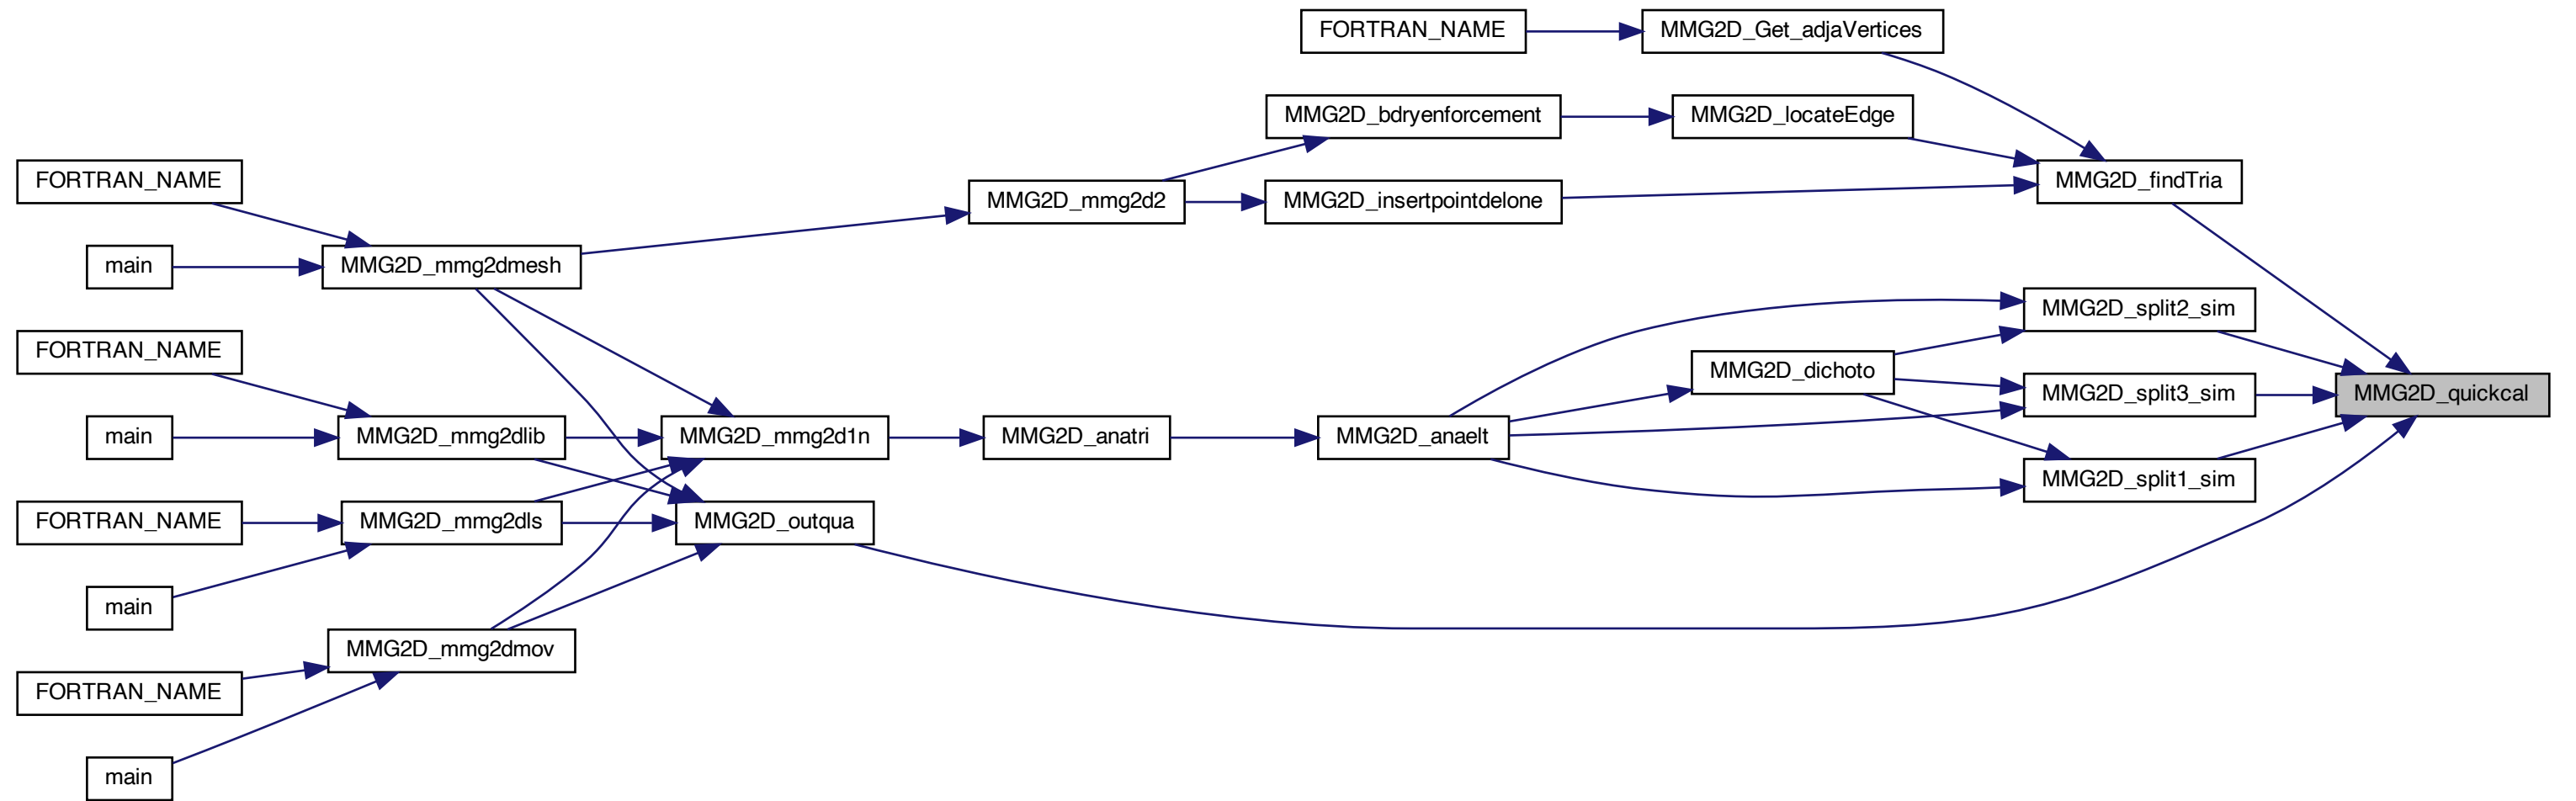 FORTRAN_NAME
MMG2D_Get_adjaVertices
MMG2D_bdryenforcement
MMG2D_locateEdge
FORTRAN_NAME
MMG2D_mmg2d2
MMG2D_insertpointdelone
MMG2D_findTria
main
MMG2D_mmg2dmesh
MMG2D_split2_sim
FORTRAN_NAME
MMG2D_dichoto
MMG2D_split3_sim
MMG2D_quickcal
main
MMG2D_mmg2dlib
MMG2D_mmg2d1n
MMG2D_anatri
MMG2D_anaelt
MMG2D_split1_sim
FORTRAN_NAME
MMG2D_mmg2dls
MMG2D_outqua
main
MMG2D_mmg2dmov
FORTRAN_NAME
main